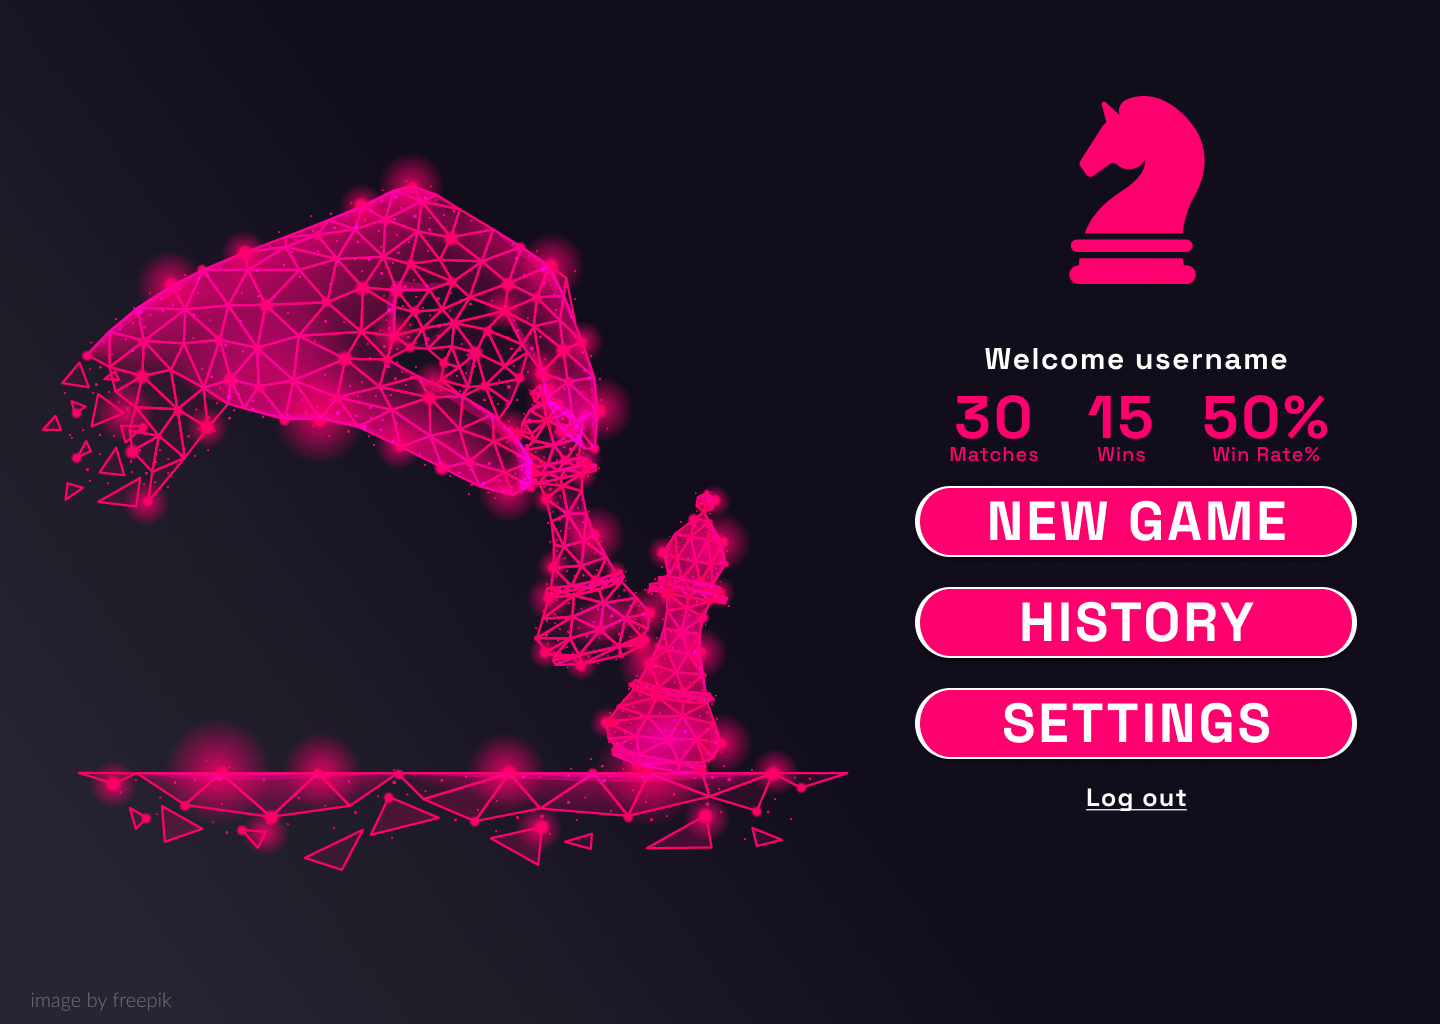 Welcome username
30 15 50%
Matches Wins Win Rate%
NEW GAME
HISTORY
SETTINGS
Log out
image by freepik